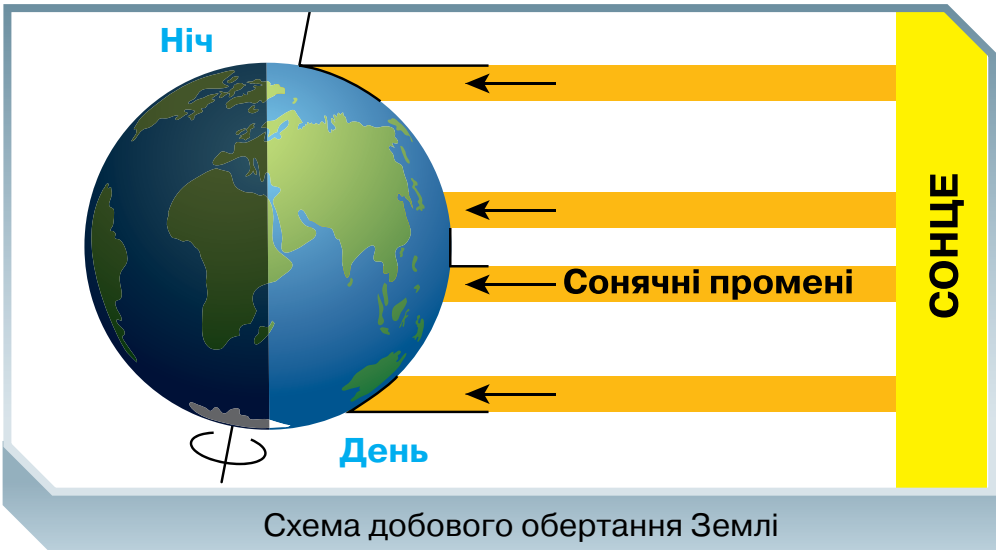 Ніч
Сонячні промені
СОНЦЕ
День
Схема добового обертання Землі